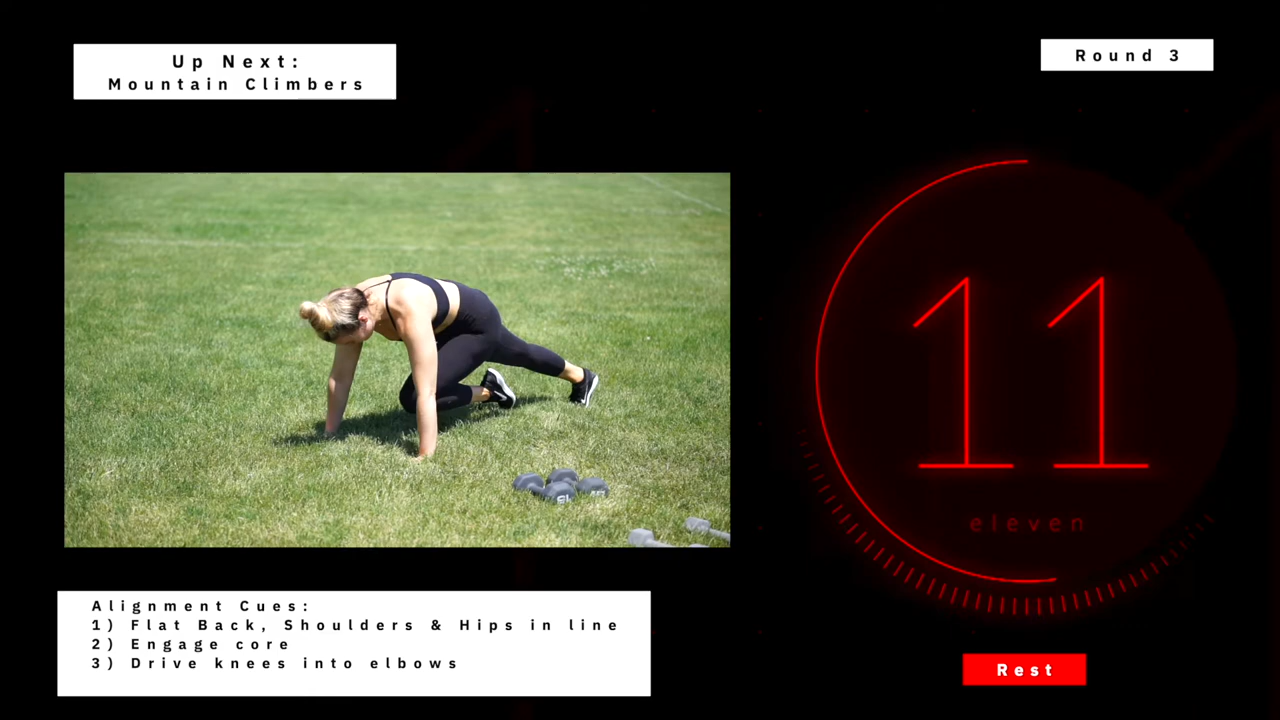 Up Next:
Mountain Climbers
Round 3
11
eleven
Alignment Cues:
1) Flat Back, Shoulders & Hips in line
2) Engage core
3) Drive knees into elbows
Rest